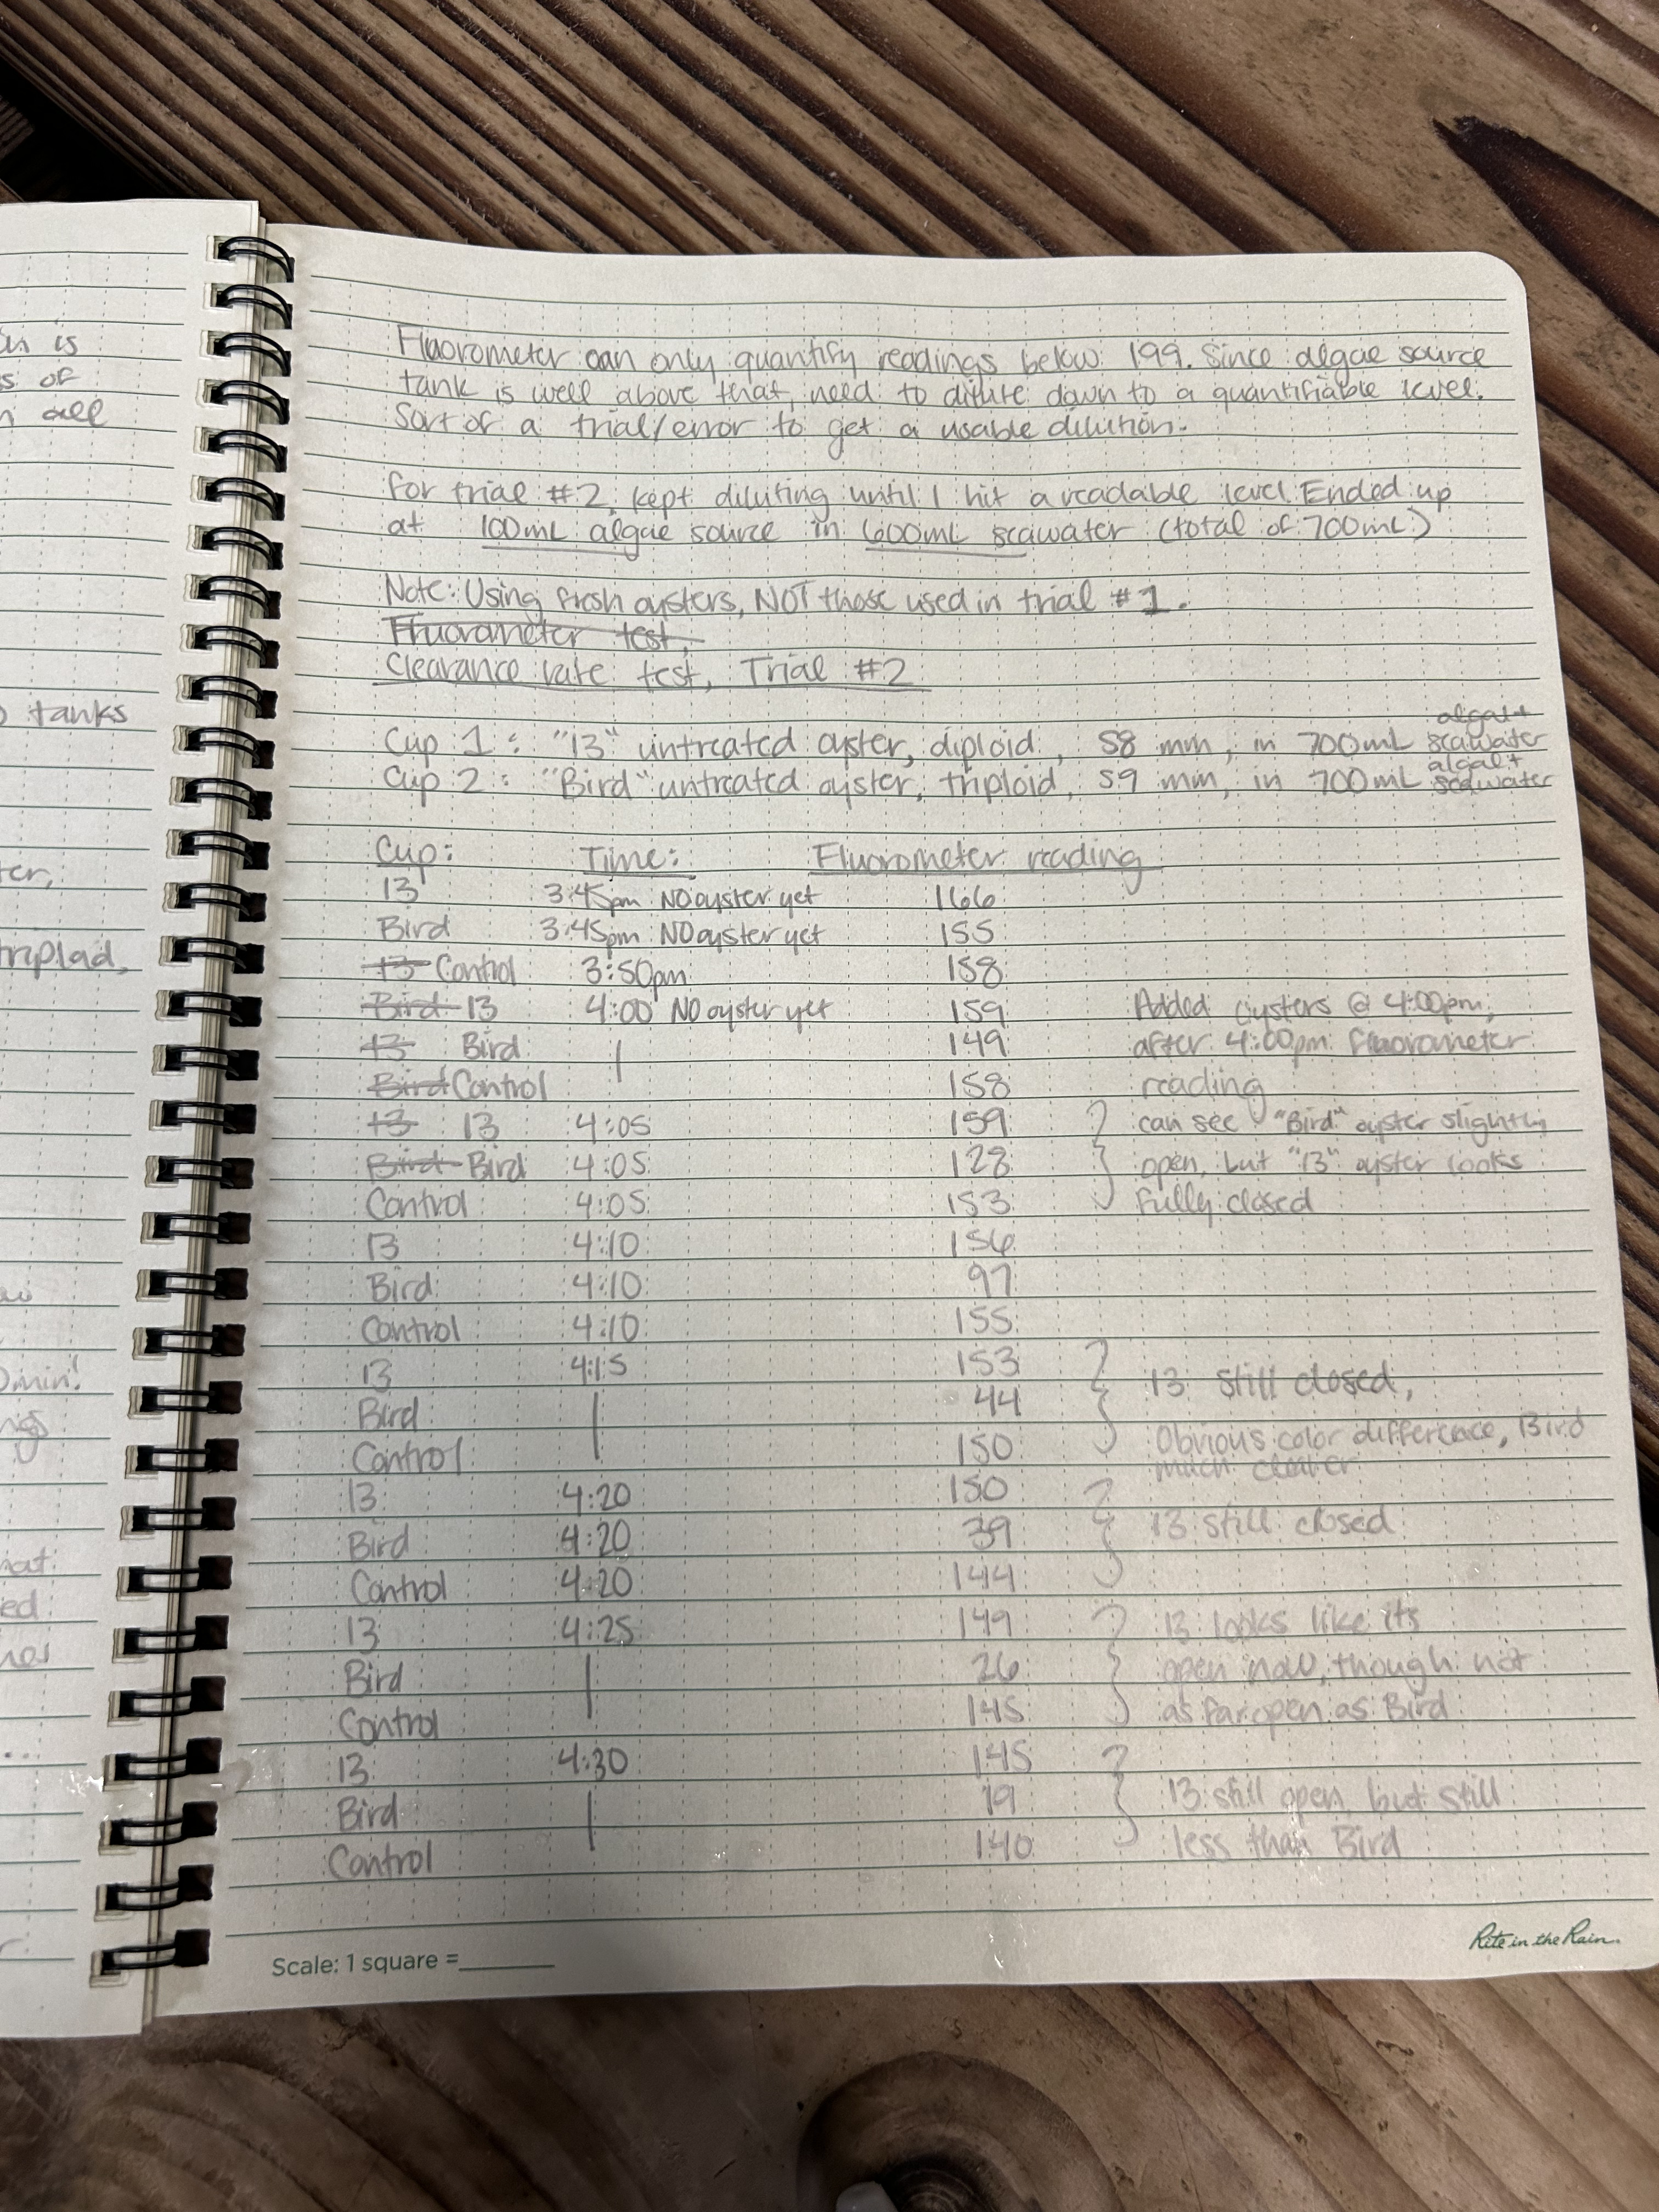 Fluorometer can only quantify readings below 199. Since algae source
tank is well above that, need to dilute down to a quantifiable level.
Sort of a trial/error to get a usable dilution.
For trial #2, kept diluting until I hit a readable level. Ended up
at 100mL algae source in 600mL seawater (total of 700mL)
Note: Using fresh oysters, NOT those used in trial #1.
Fluorometer test,
Clearance rate test, Trial #2
Cup 1: "13" untreated oyster, diploid, 58 mm, in 700mL algal + seawater
Cup 2: "Bird" untreated oyster, triploid, 59 mm, in 700mL algal + seawater
Cup: Time: Fluorometer reading
13 3:45pm NO oyster yet 166
Bird 3:45pm NO oyster yet 155
13 Control 3:50pm 158
Bird 13 4:00 NO oyster yet 159 Added oysters @ 4:00pm,
13 Bird | 149 after 4:00pm fluorometer
Bird Control 158 reading
13 13 4:05 159 can see "Bird" oyster slightly
Bird Bird 4:05 128 open, but "13" oyster looks
Control 4:05 153 fully closed
13 4:10 156
Bird 4:10 97
Control 4:10 155
13 4:15 153 13 still closed,
Bird | 44
Control 150 Obvious color difference, Bird
much clearer
13 4:20 150
Bird 4:20 39 13 still closed
Control 4:20 144
13 4:25 149 13 looks like its
Bird | 26 open now, though not
Control 145 as far open as Bird
13 4:30 145
Bird | 19 13 still open but still
Control 140 less than Bird
Scale: 1 square =
Rite in the Rain
is
s of
all
tanks
triplad,